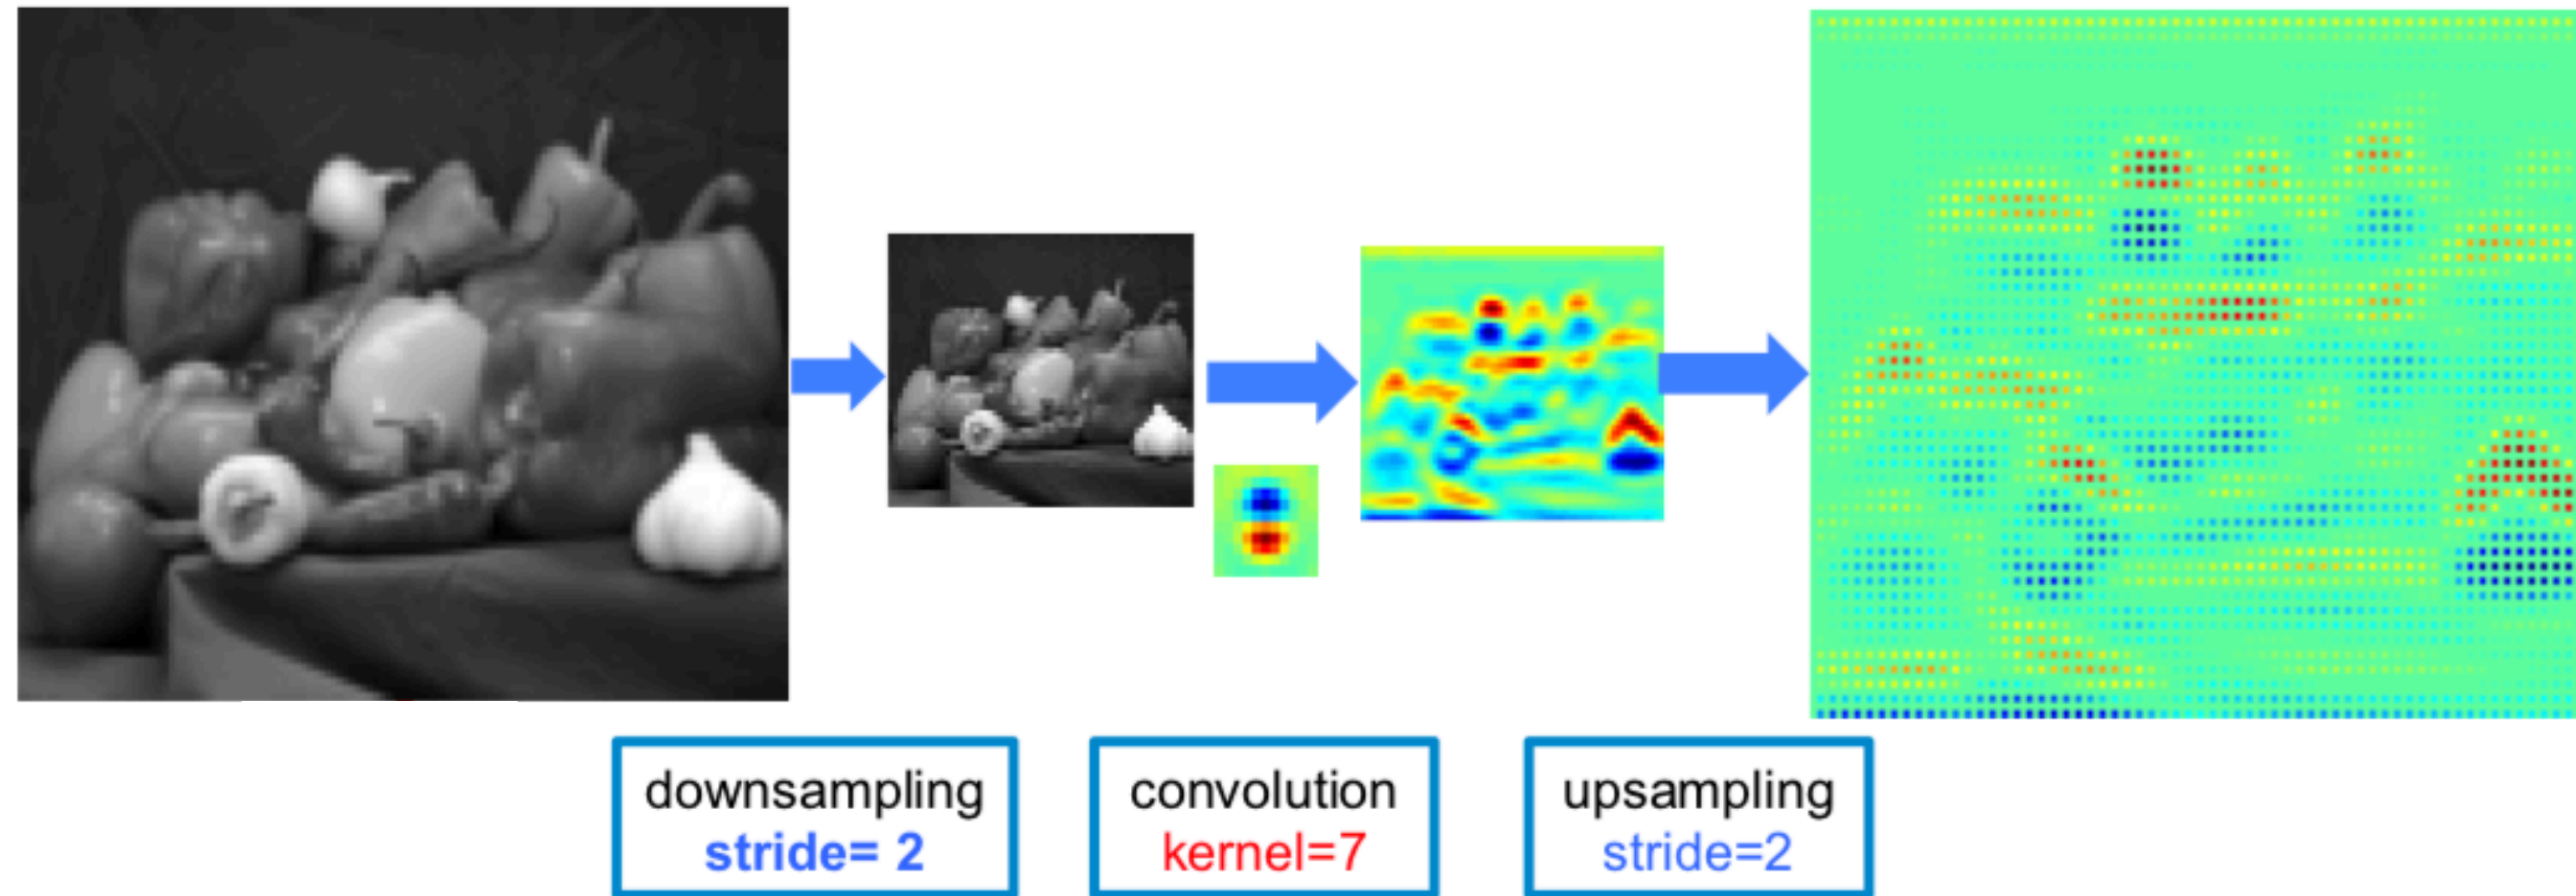 downsampling
stride= 2
convolution
kernel=7
upsampling
stride=2